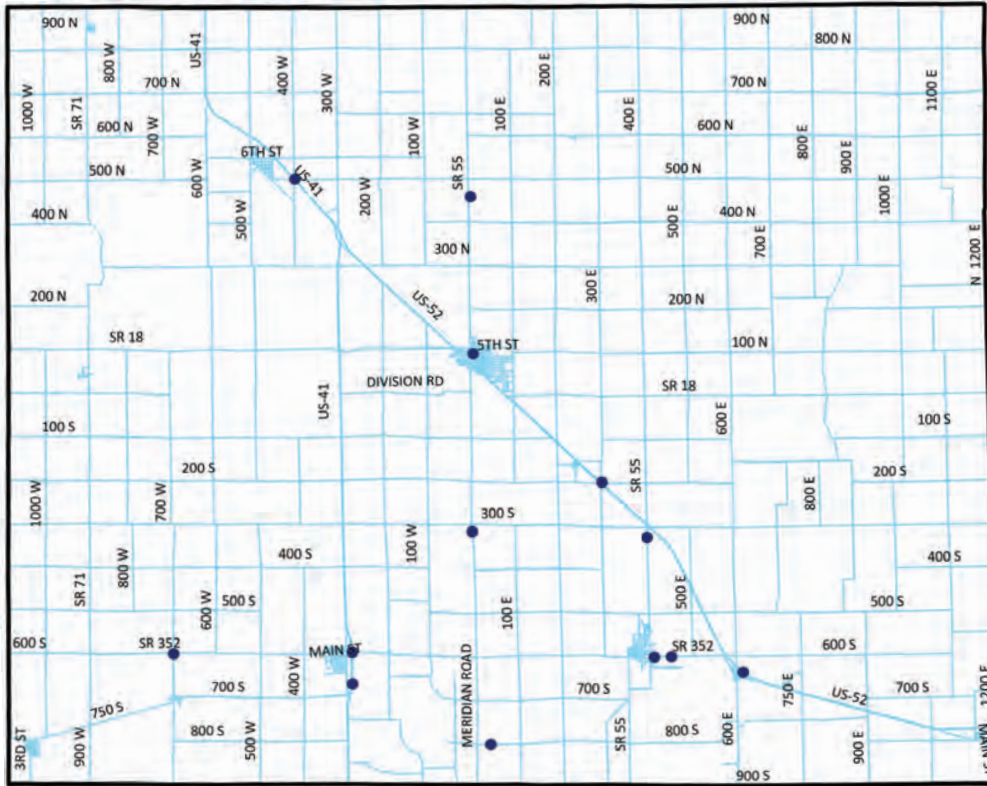 900 N
900 N
800 N
US-41
800 W
700 N
400 W
300 W
200 E
700 N
1000 W
SR 71
100 E
400 E
1100 E
600 N
700 W
100 W
600 N
800 E
900 E
6TH ST
500 N
600 W
US-41
200 W
SR 55
500 N
1000 E
400 N
500 W
500 E
400 N
700 E
300 N
N 1200 E
300 E
200 N
US-52
200 N
SR 18
5TH ST
100 N
DIVISION RD
SR 18
US-41
600 E
100 S
100 S
200 S
SR 55
200 S
1000 W
700 W
800 E
300 S
400 S
100 W
400 S
800 W
SR 71
500 E
500 S
100 E
500 S
600 W
600 S
SR 352
MAIN ST
SR 352
600 S
400 W
700 S
700 S
750 E
US-52
700 S
1200 E
750 S
MERIDIAN ROAD
3RD ST
900 W
800 S
500 W
SR 55
800 S
600 E
900 E
MAIN ST
900 S